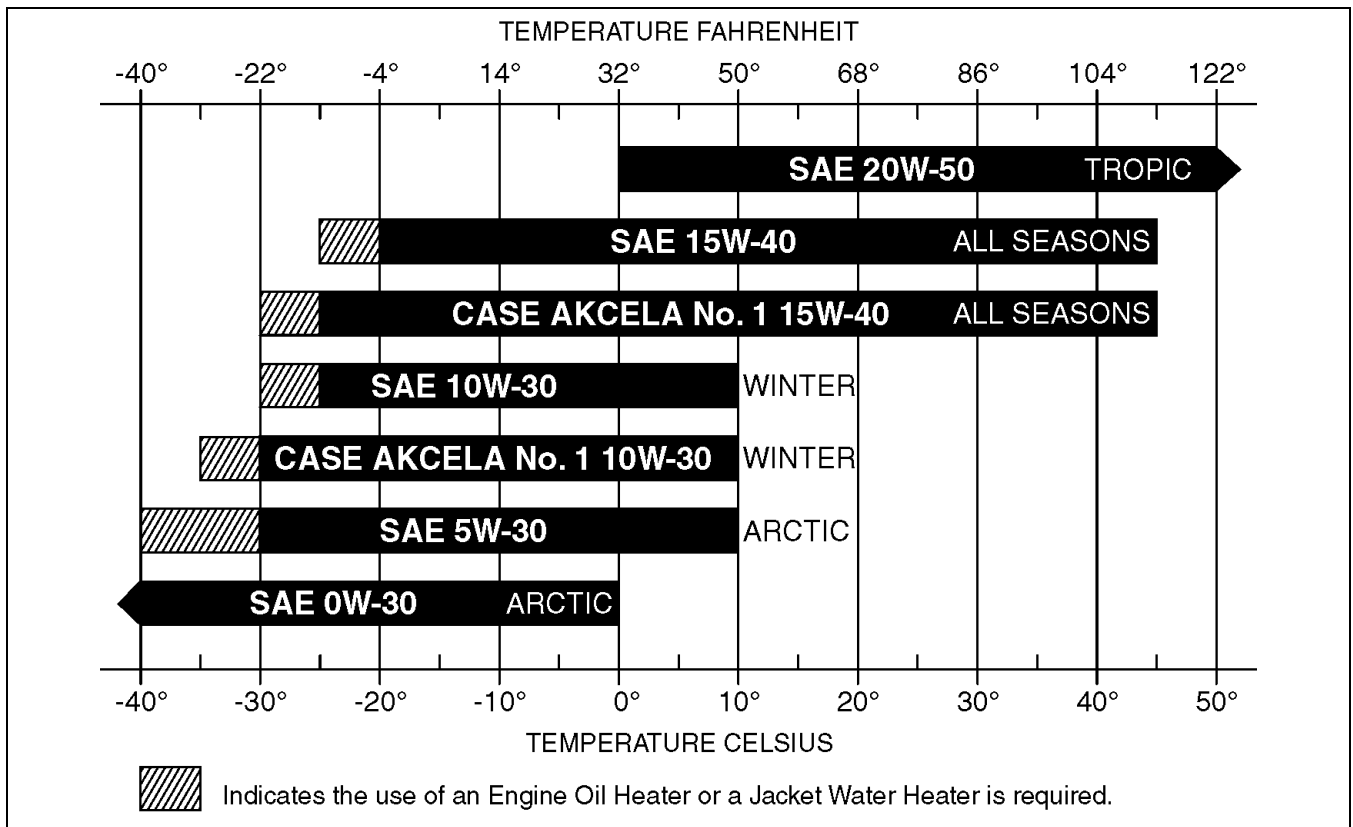 TEMPERATURE FAHRENHEIT
-40° -22° -4° 14° 32° 50° 68° 86° 104° 122°
SAE 20W-50 TROPIC
SAE 15W-40 ALL SEASONS
CASE AKCELA No. 1 15W-40 ALL SEASONS
SAE 10W-30 WINTER
CASE AKCELA No. 1 10W-30 WINTER
SAE 5W-30 ARCTIC
SAE 0W-30 ARCTIC
-40° -30° -20° -10° 0° 10° 20° 30° 40° 50°
TEMPERATURE CELSIUS
Indicates the use of an Engine Oil Heater or a Jacket Water Heater is required.